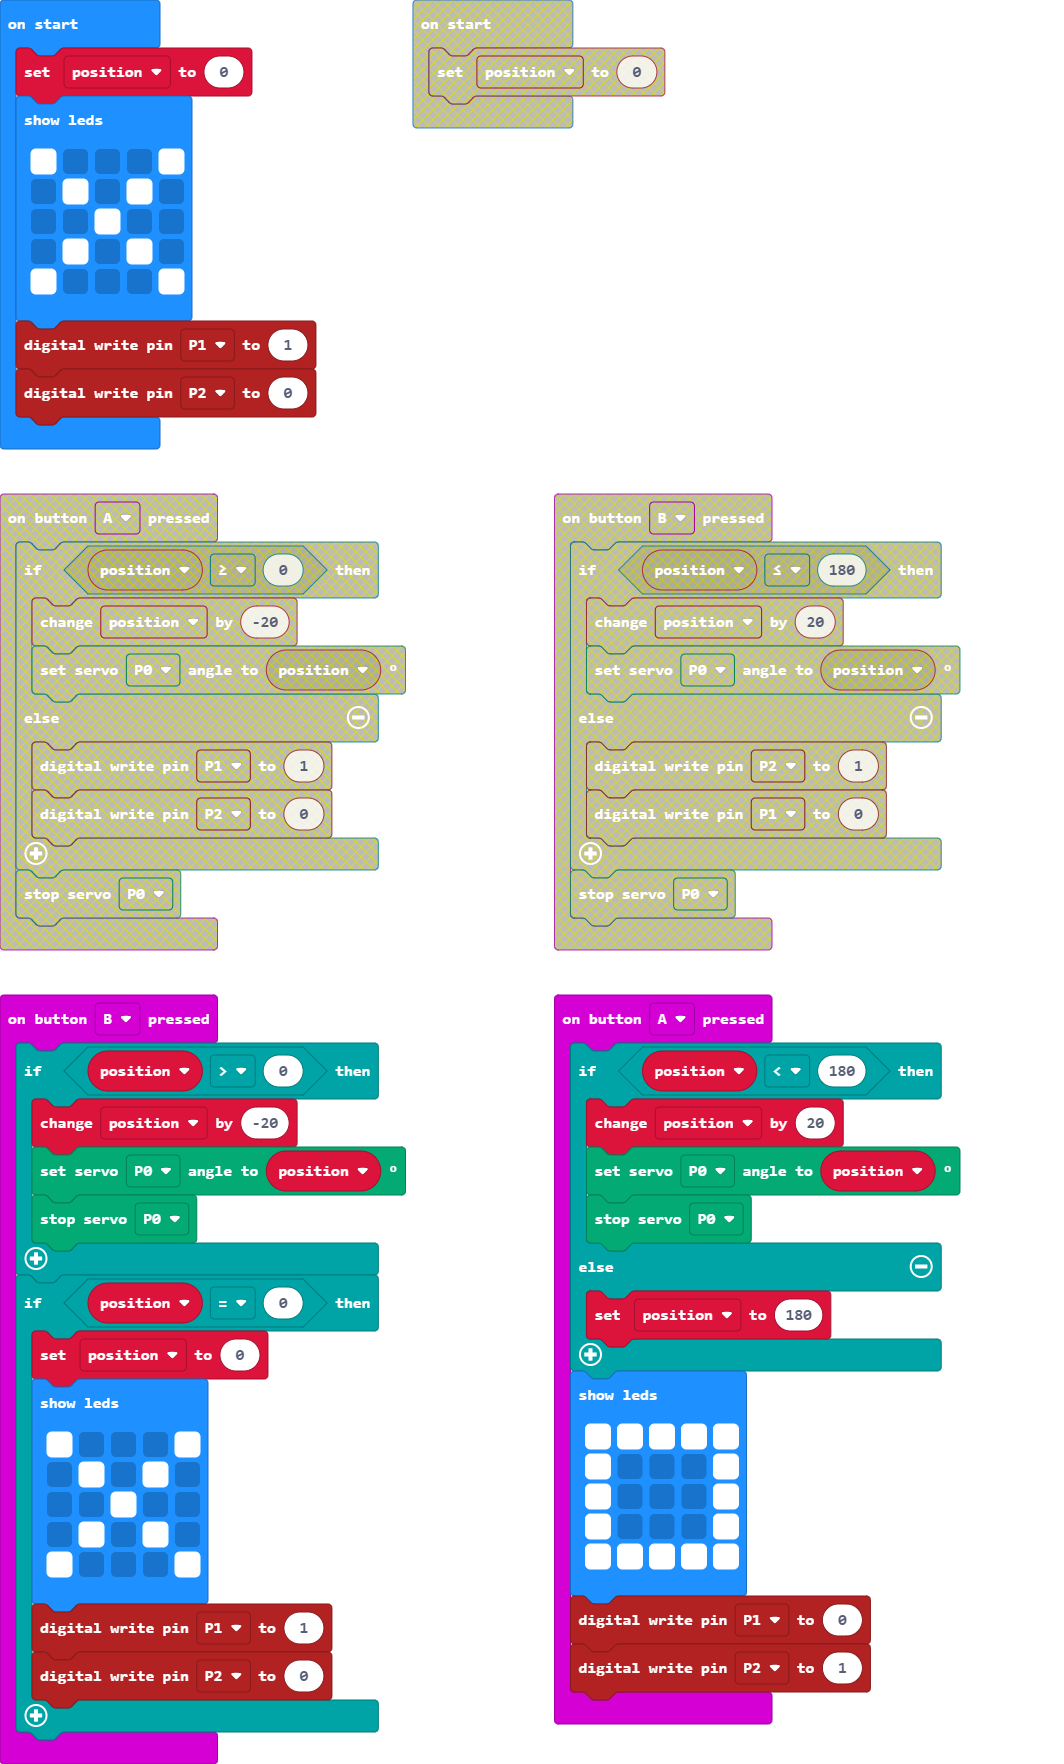 on start
set position to 0
show leds
digital write pin P1 to 1
digital write pin P2 to 0
on start
set position to 0
on button A pressed
if position ≥ 0 then
change position by -20
set servo P0 angle to position °
else
digital write pin P1 to 1
digital write pin P2 to 0
stop servo P0
on button B pressed
if position ≤ 180 then
change position by 20
set servo P0 angle to position °
else
digital write pin P2 to 1
digital write pin P1 to 0
stop servo P0
on button B pressed
if position > 0 then
change position by -20
set servo P0 angle to position °
stop servo P0
if position = 0 then
set position to 0
show leds
digital write pin P1 to 1
digital write pin P2 to 0
on button A pressed
if position < 180 then
change position by 20
set servo P0 angle to position °
stop servo P0
else
set position to 180
show leds
digital write pin P1 to 0
digital write pin P2 to 1